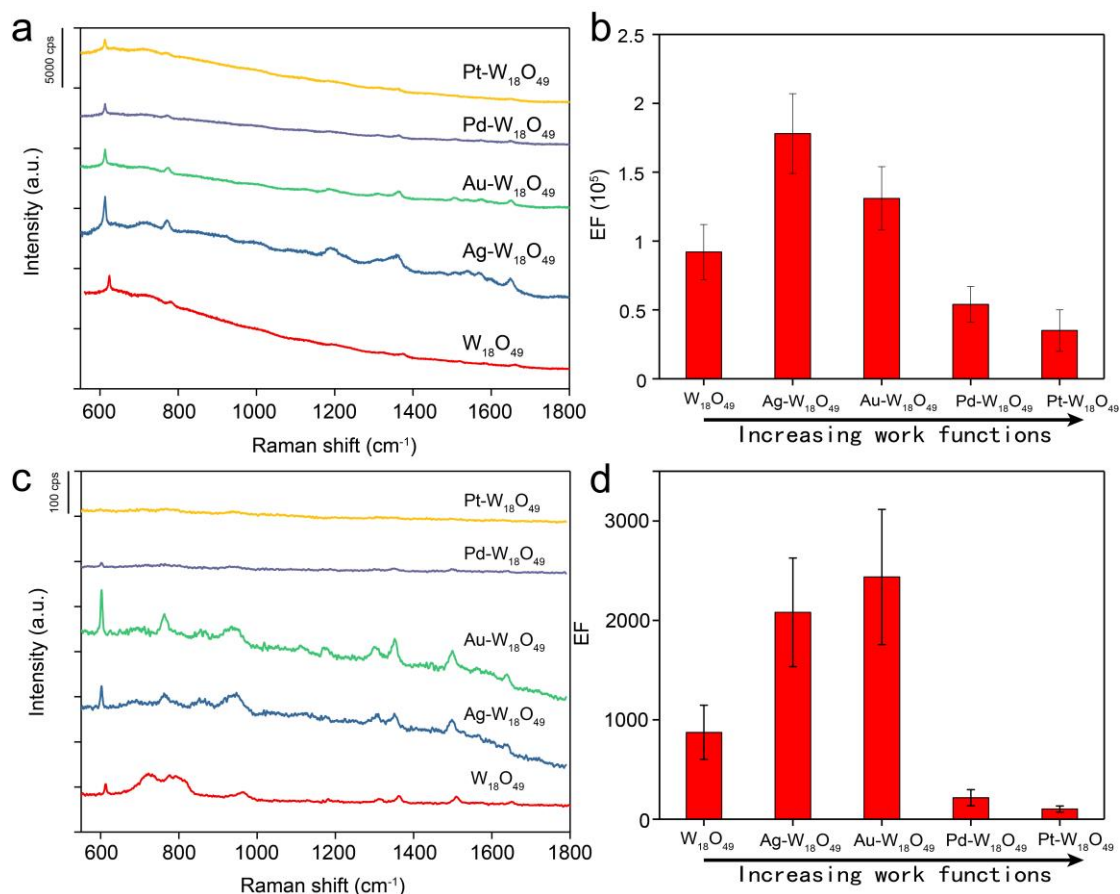 a
5000 cps
Pt-W₁₈O₄₉
Pd-W₁₈O₄₉
Au-W₁₈O₄₉
Ag-W₁₈O₄₉
W₁₈O₄₉
Intensity (a.u.)
600 800 1000 1200 1400 1600 1800
Raman shift (cm⁻¹)
b
2.5
2
1.5
1
0.5
0
EF (10⁵)
W₁₈O₄₉ Ag-W₁₈O₄₉ Au-W₁₈O₄₉ Pd-W₁₈O₄₉ Pt-W₁₈O₄₉
Increasing work functions
c
100 cps
Pt-W₁₈O₄₉
Pd-W₁₈O₄₉
Au-W₁₈O₄₉
Ag-W₁₈O₄₉
W₁₈O₄₉
Intensity (a.u.)
600 800 1000 1200 1400 1600 1800
Raman shift (cm⁻¹)
d
3000
2000
1000
0
EF
W₁₈O₄₉ Ag-W₁₈O₄₉ Au-W₁₈O₄₉ Pd-W₁₈O₄₉ Pt-W₁₈O₄₉
Increasing work functions